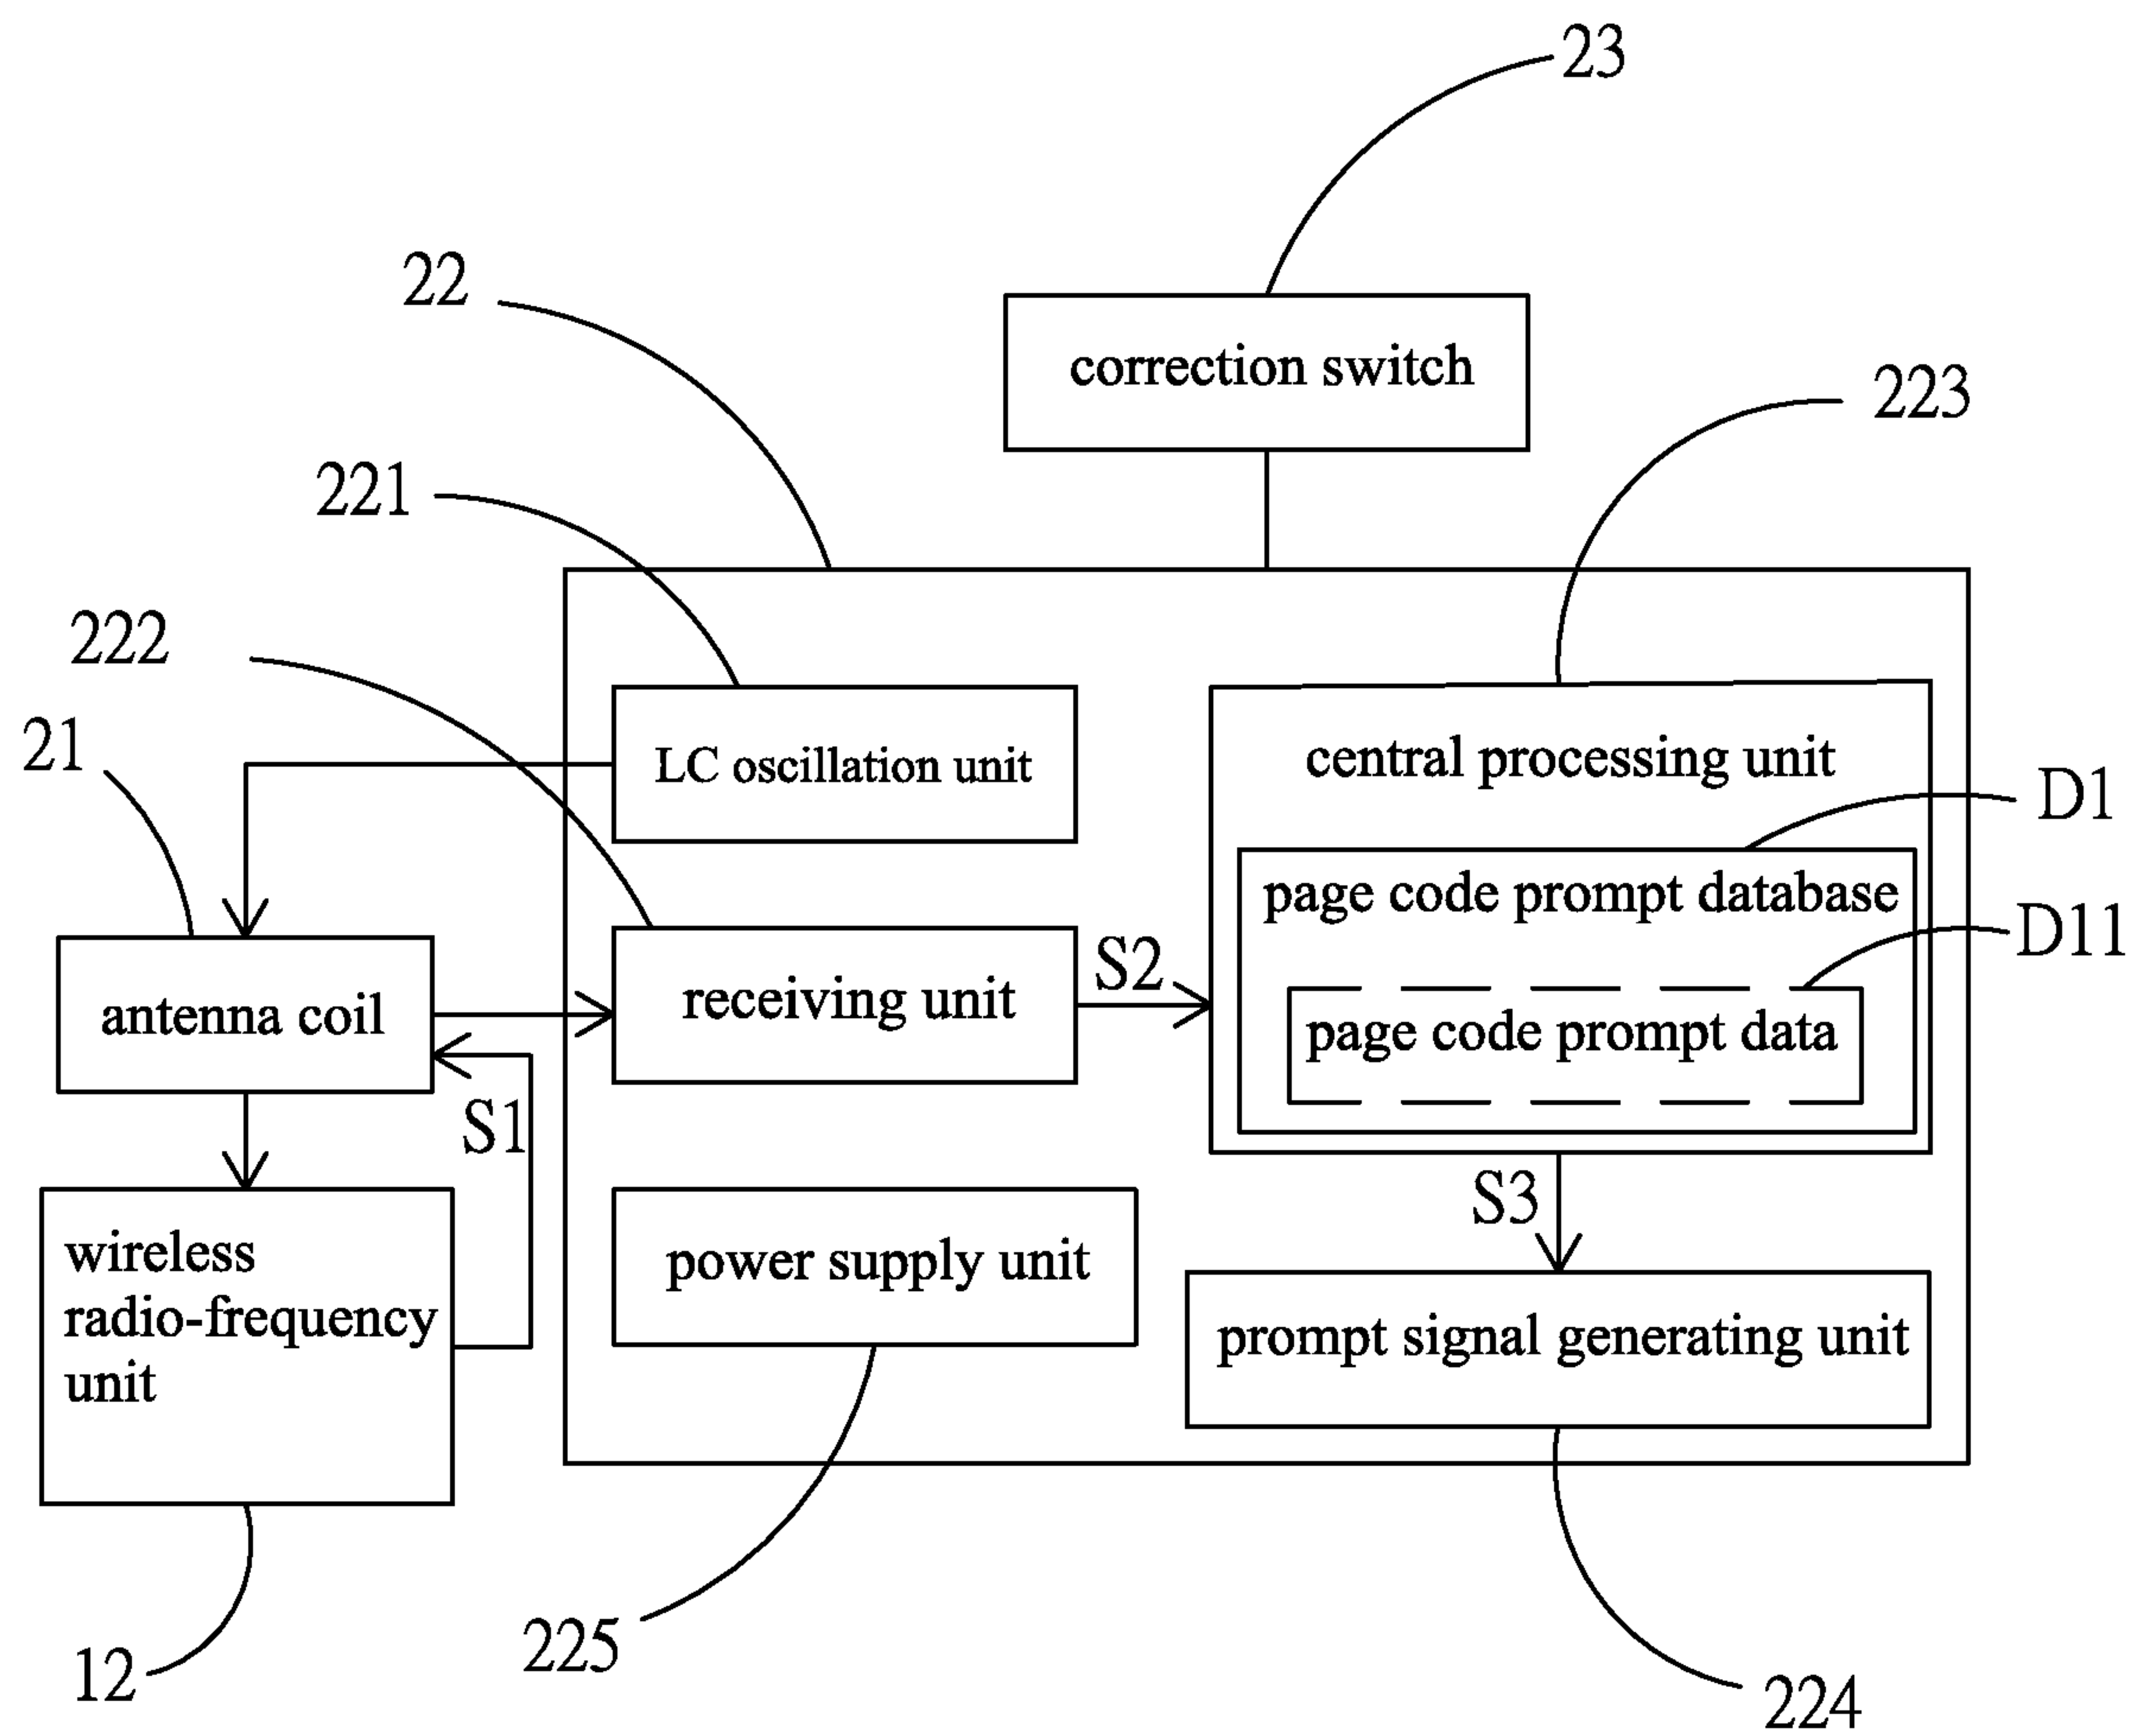 23
22
correction switch
223
221
222
21
LC oscillation unit
central processing unit
D1
page code prompt database
D11
S2
antenna coil
receiving unit
page code prompt data
S1
S3
wireless
radio-frequency
unit
power supply unit
prompt signal generating unit
225
12
224